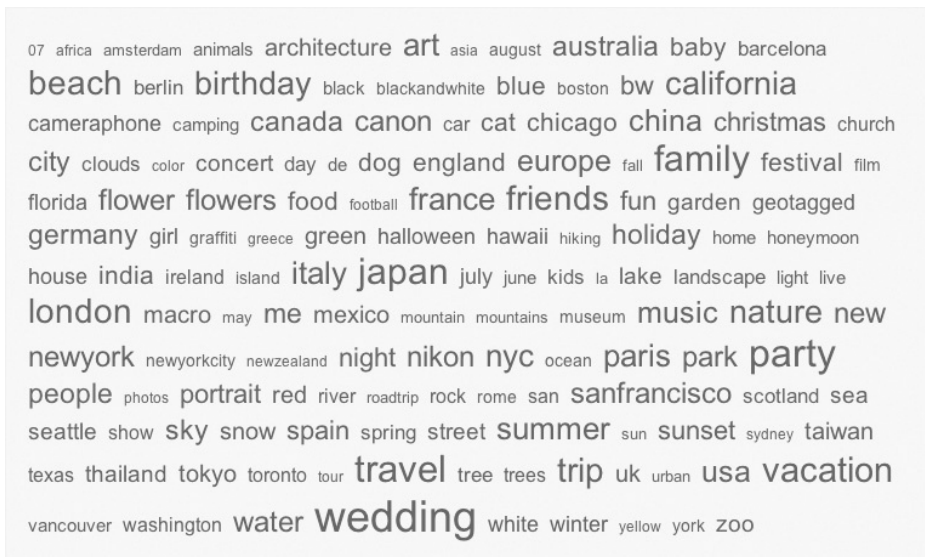 07 africa amsterdam animals architecture art asia august australia baby barcelona
beach berlin birthday black blackandwhite blue boston bw california
cameraphone camping canada canon car cat chicago china christmas church
city clouds color concert day de dog england europe fall family festival film
florida flower flowers food football france friends fun garden geotagged
germany girl graffiti greece green halloween hawaii hiking holiday home honeymoon
house india ireland island italy japan july june kids la lake landscape light live
london macro may me mexico mountain mountains museum music nature new
newyork newyorkcity newzealand night nikon nyc ocean paris park party
people photos portrait red river roadtrip rock rome san sanfrancisco scotland sea
seattle show sky snow spain spring street summer sun sunset sydney taiwan
texas thailand tokyo toronto tour travel tree trees trip uk urban usa vacation
vancouver washington water wedding white winter yellow york zoo